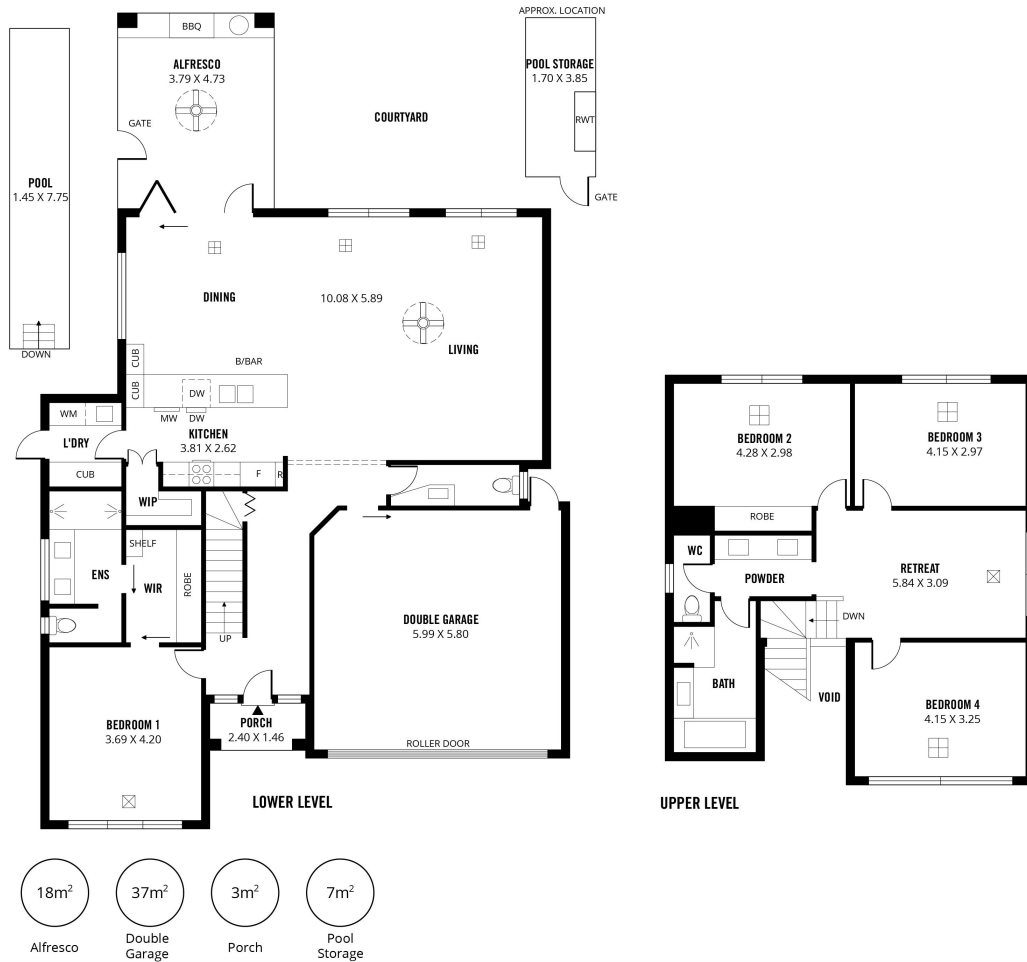 BBQ
ALFRESCO
3.79 X 4.73
GATE
POOL
1.45 X 7.75
DOWN
COURTYARD
APPROX. LOCATION
POOL STORAGE
1.70 X 3.85
RWT
GATE
DINING
10.08 X 5.89
LIVING
CUB
CUB
B/BAR
DW
MW
DW
KITCHEN
3.81 X 2.62
F
R
WM
L'DRY
CUB
WIP
SHELF
ENS
WIR
ROBE
UP
DOUBLE GARAGE
5.99 X 5.80
ROLLER DOOR
BEDROOM 1
3.69 X 4.20
PORCH
2.40 X 1.46
LOWER LEVEL
BEDROOM 2
4.28 X 2.98
BEDROOM 3
4.15 X 2.97
ROBE
WC
POWDER
RETREAT
5.84 X 3.09
DWN
BATH
VOID
BEDROOM 4
4.15 X 3.25
UPPER LEVEL
18m²
Alfresco
37m²
Double
Garage
3m²
Porch
7m²
Pool
Storage